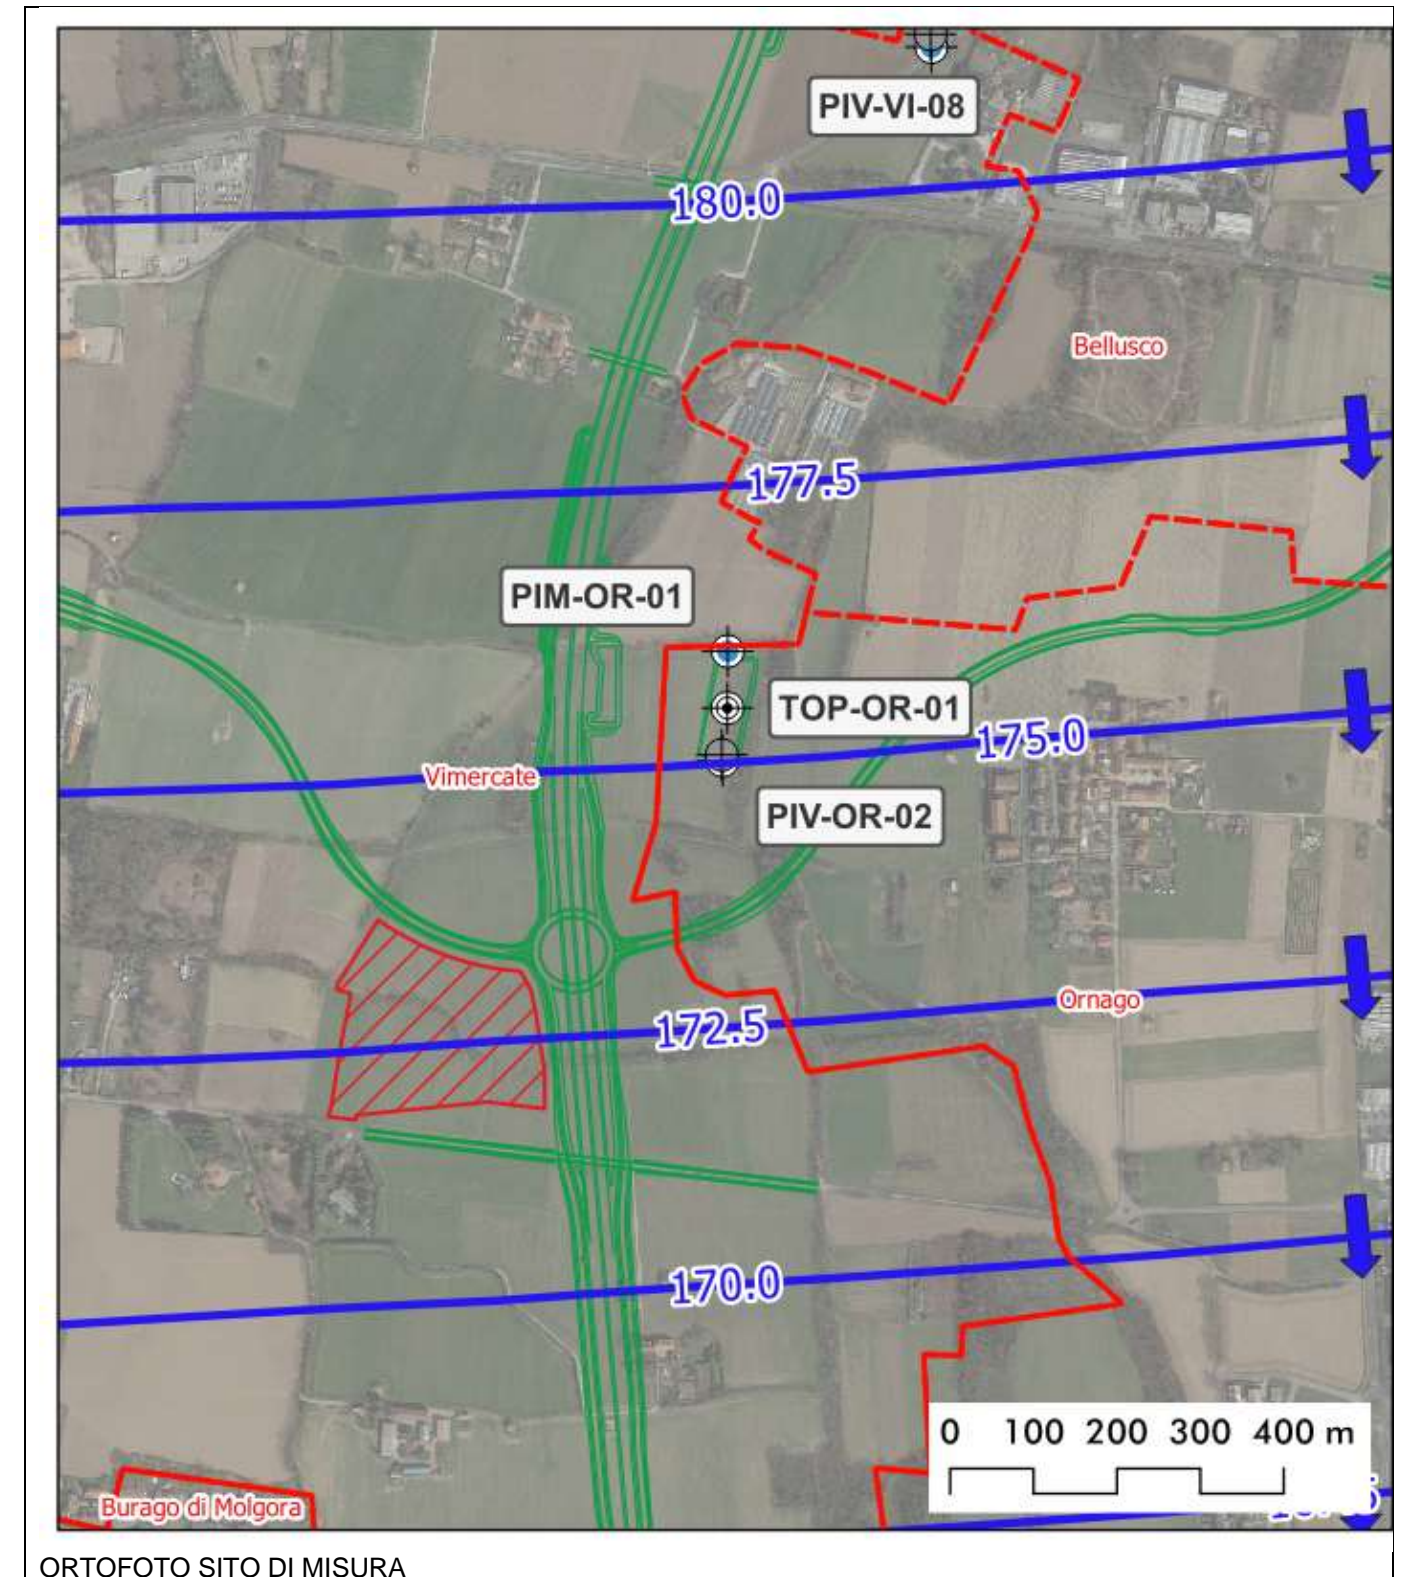 PIV-VI-08
180.0
Bellusco
177.5
PIM-OR-01
TOP-OR-01
175.0
Vimercate
PIV-OR-02
Ornago
172.5
170.0
0 100 200 300 400 m
Burago di Molgora
ORTOFOTO SITO DI MISURA